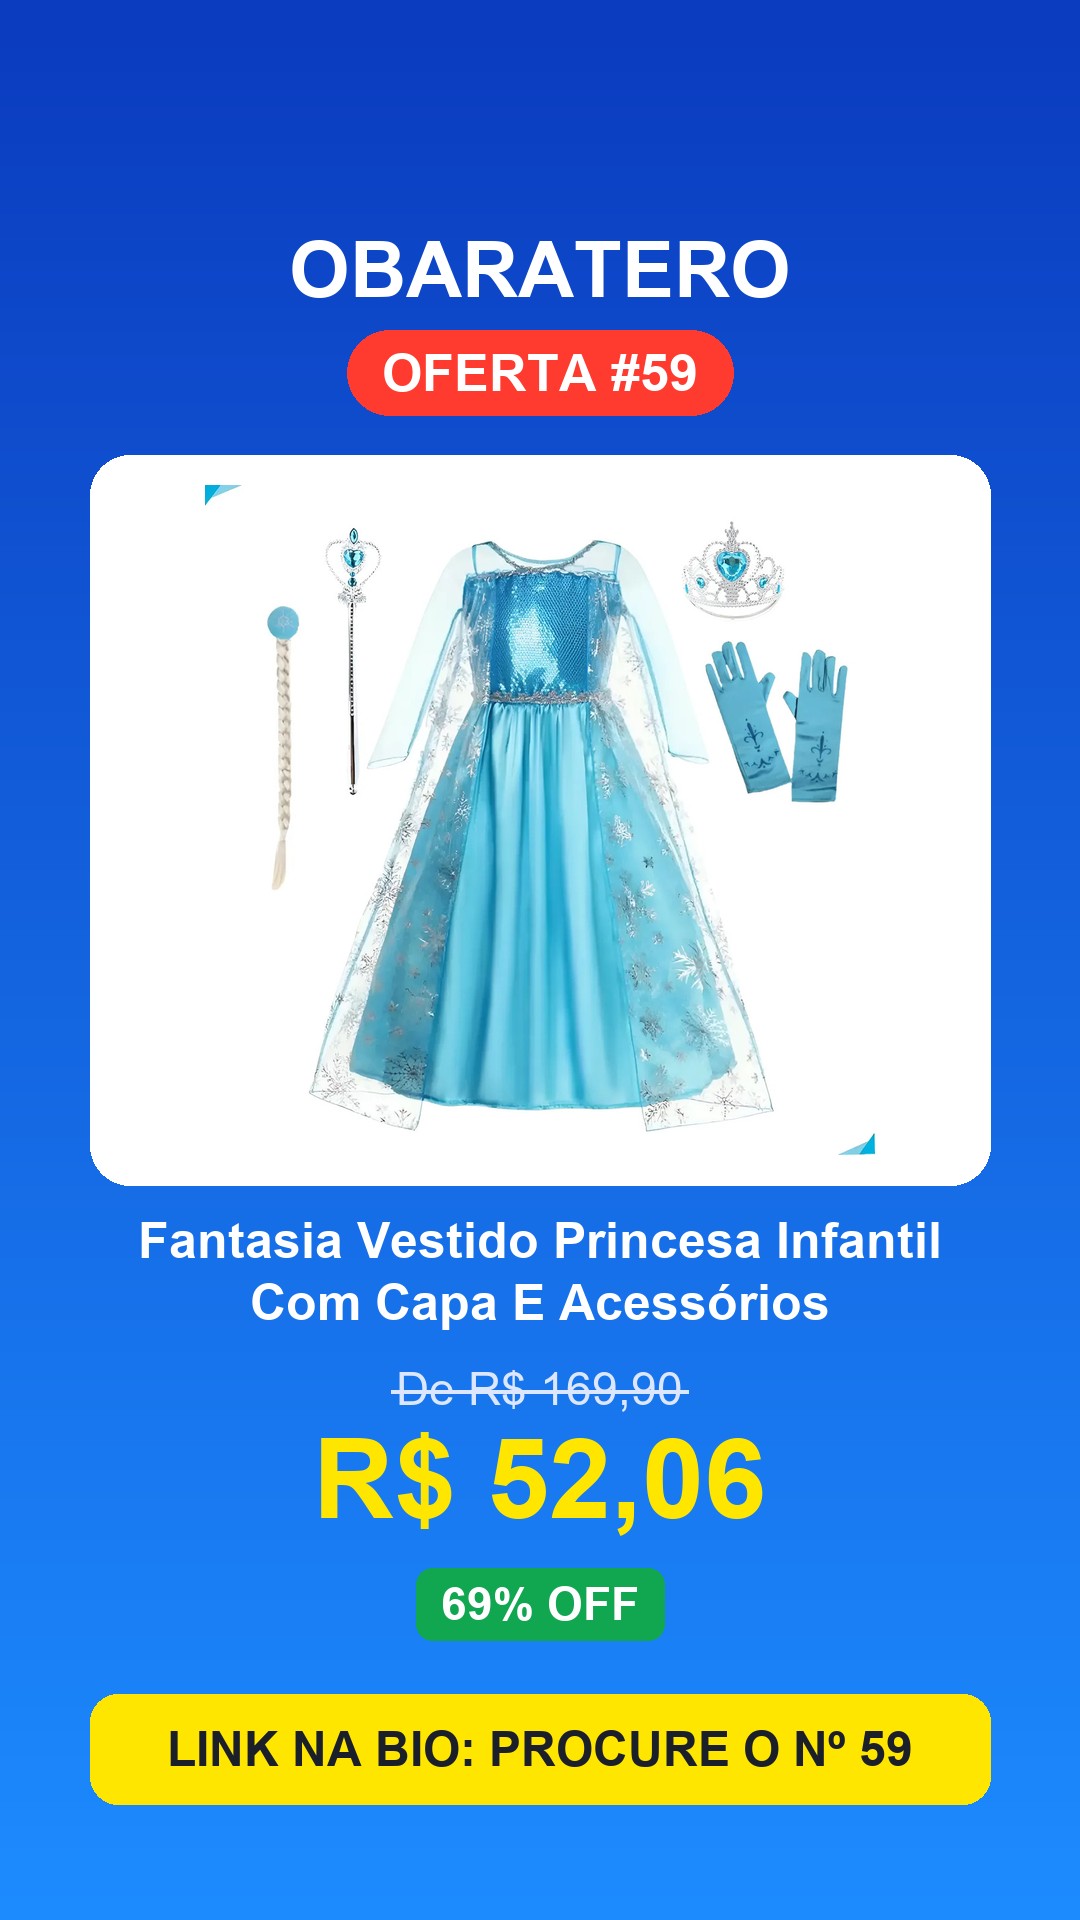 OBARATERO
OFERTA #59
Fantasia Vestido Princesa Infantil
Com Capa E Acessórios
De R$ 169,90
R$ 52,06
69% OFF
LINK NA BIO: PROCURE O Nº 59